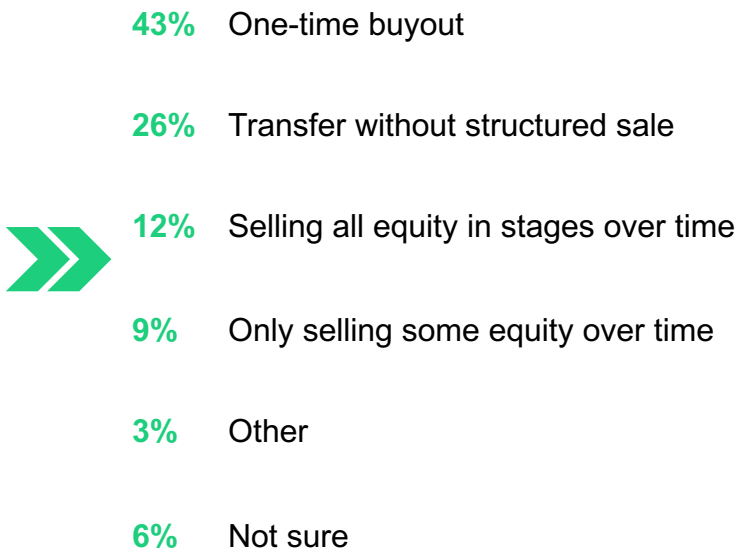 43% One-time buyout
26% Transfer without structured sale
12% Selling all equity in stages over time
9% Only selling some equity over time
3% Other
6% Not sure